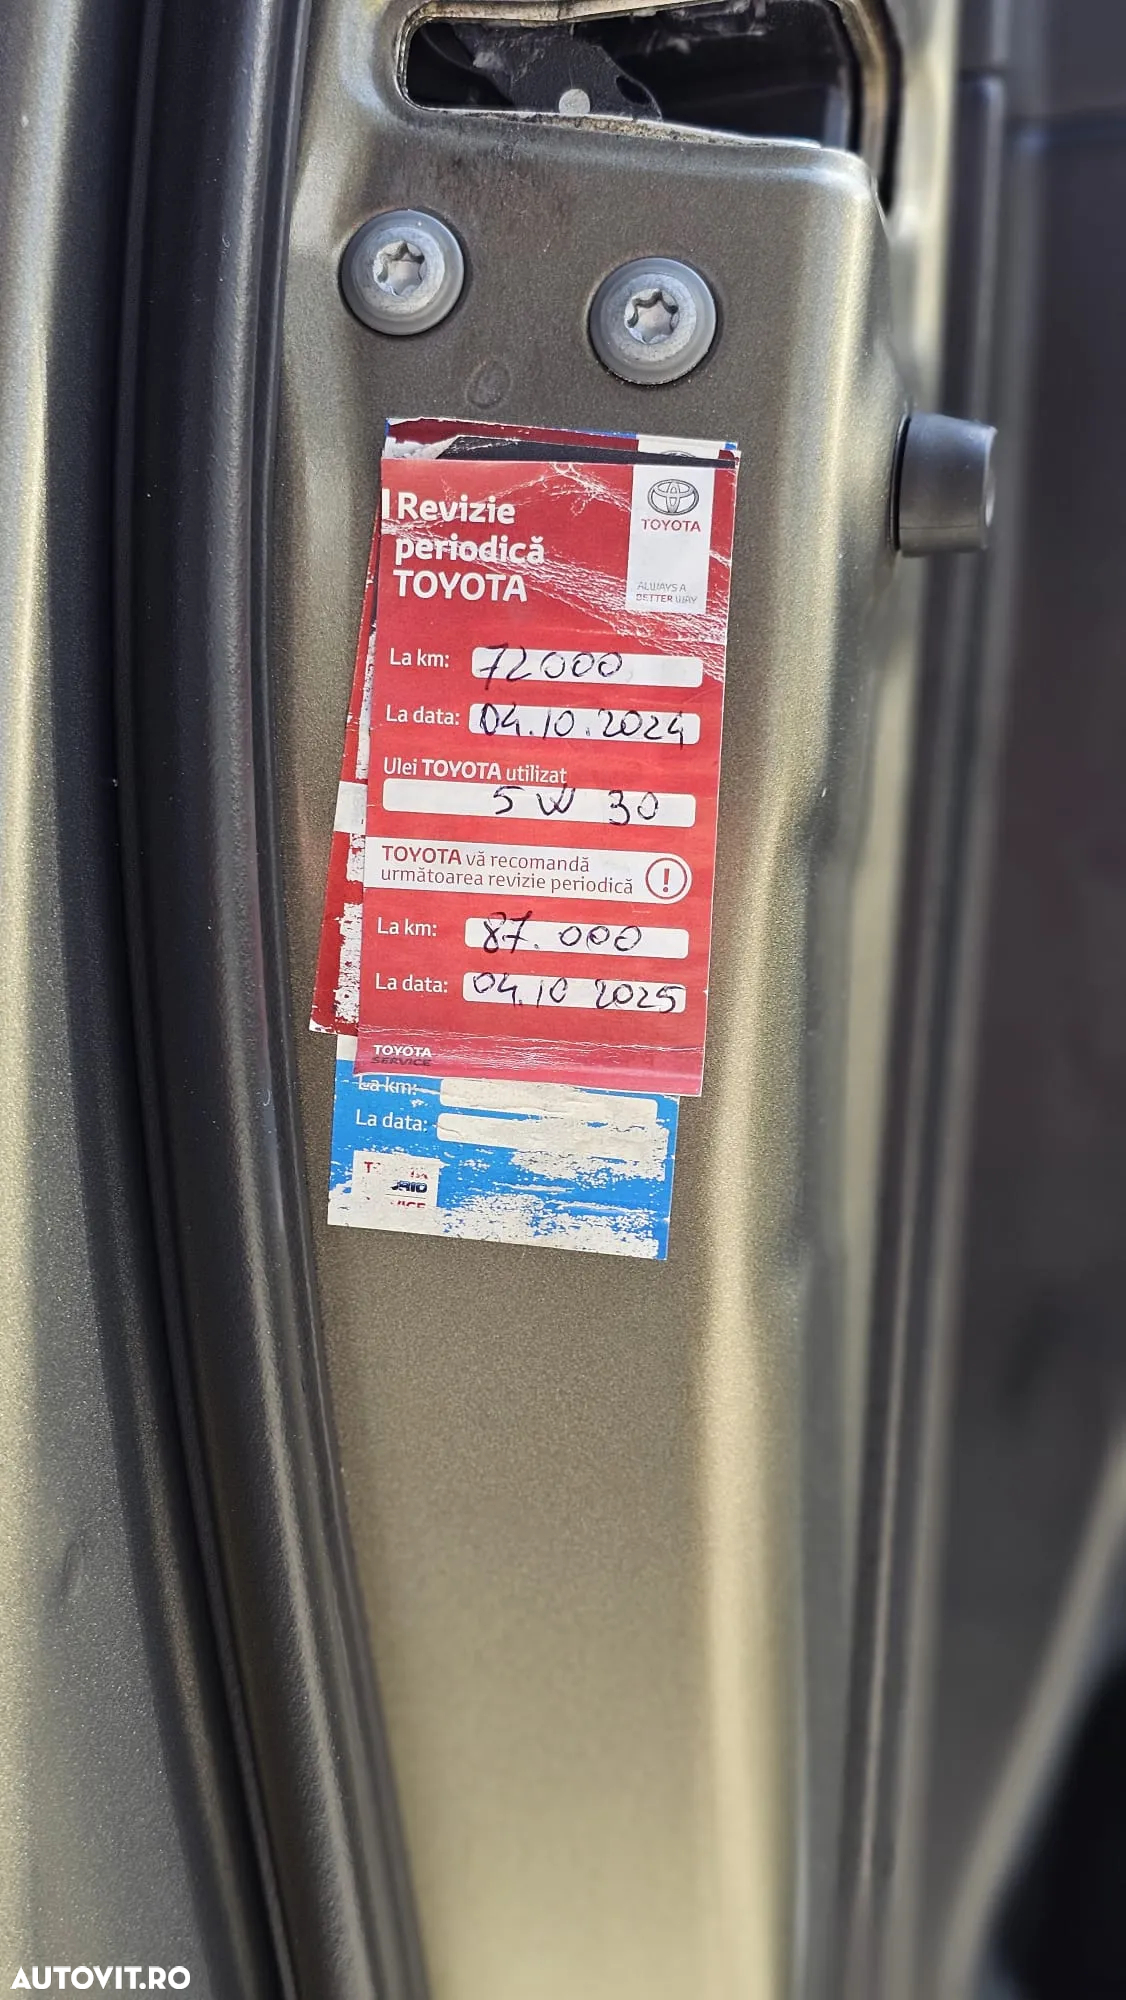 Revizie
periodică
TOYOTA
TOYOTA
ALWAYS A
BETTER WAY
La km: 72000
La data: 04.10.2024
Ulei TOYOTA utilizat
5 W 30
TOYOTA vă recomandă
următoarea revizie periodică
!
La km: 87.000
La data: 04.10 2025
TOYOTA
SERVICE
La km:
La data:
AUTOVIT.RO